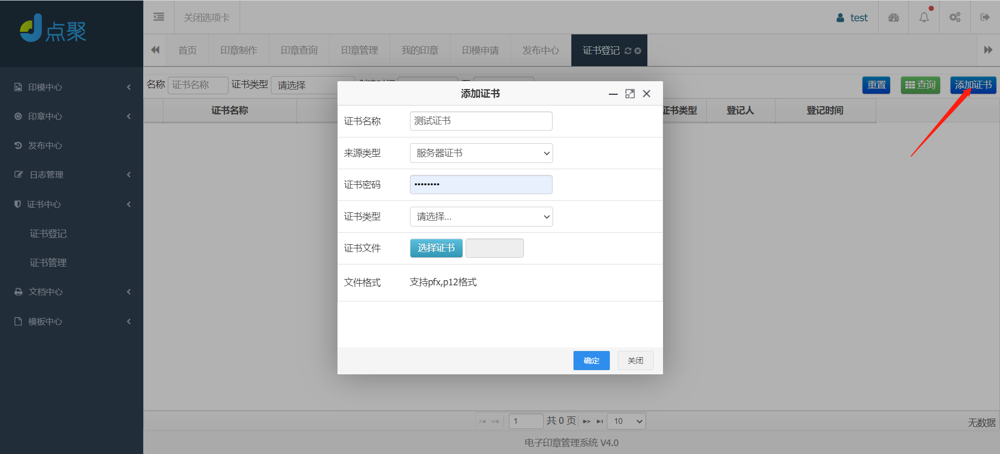 点聚
关闭选项卡
test
首页
印章制作
印章查询
印章管理
我的印章
印模申请
发布中心
证书登记
印模中心
印章中心
发布中心
日志管理
证书中心
证书登记
证书管理
文档中心
模板中心
名称
证书名称
证书类型
请选择
重置
查询
添加证书
证书名称
证书类型
登记人
登记时间
添加证书
证书名称
测试证书
来源类型
服务器证书
证书密码
••••••••
证书类型
请选择...
证书文件
选择证书
文件格式
支持pfx,p12格式
确定
关闭
1
共 0 页
10
无数据
电子印章管理系统 V4.0